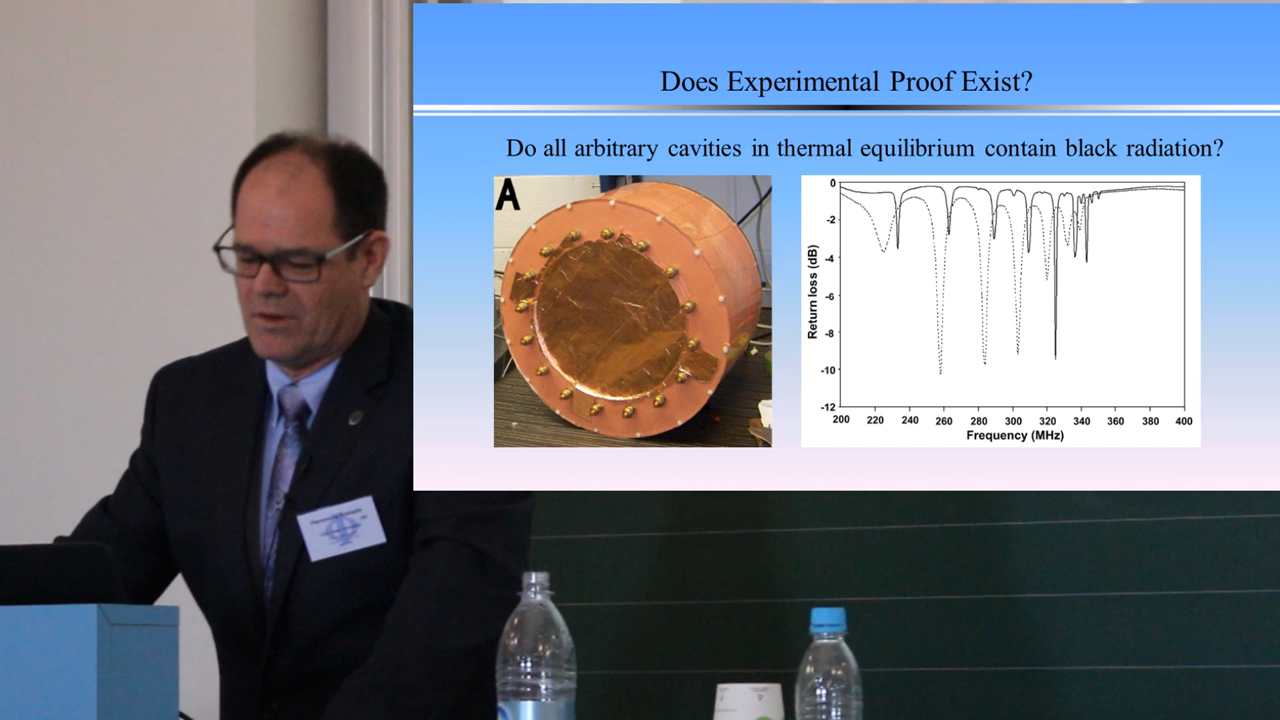 Does Experimental Proof Exist?
Do all arbitrary cavities in thermal equilibrium contain black radiation?
A
0
-2
-4
-6
-8
-10
-12
Return loss (dB)
200 220 240 260 280 300 320 340 360 380 400
Frequency (MHz)